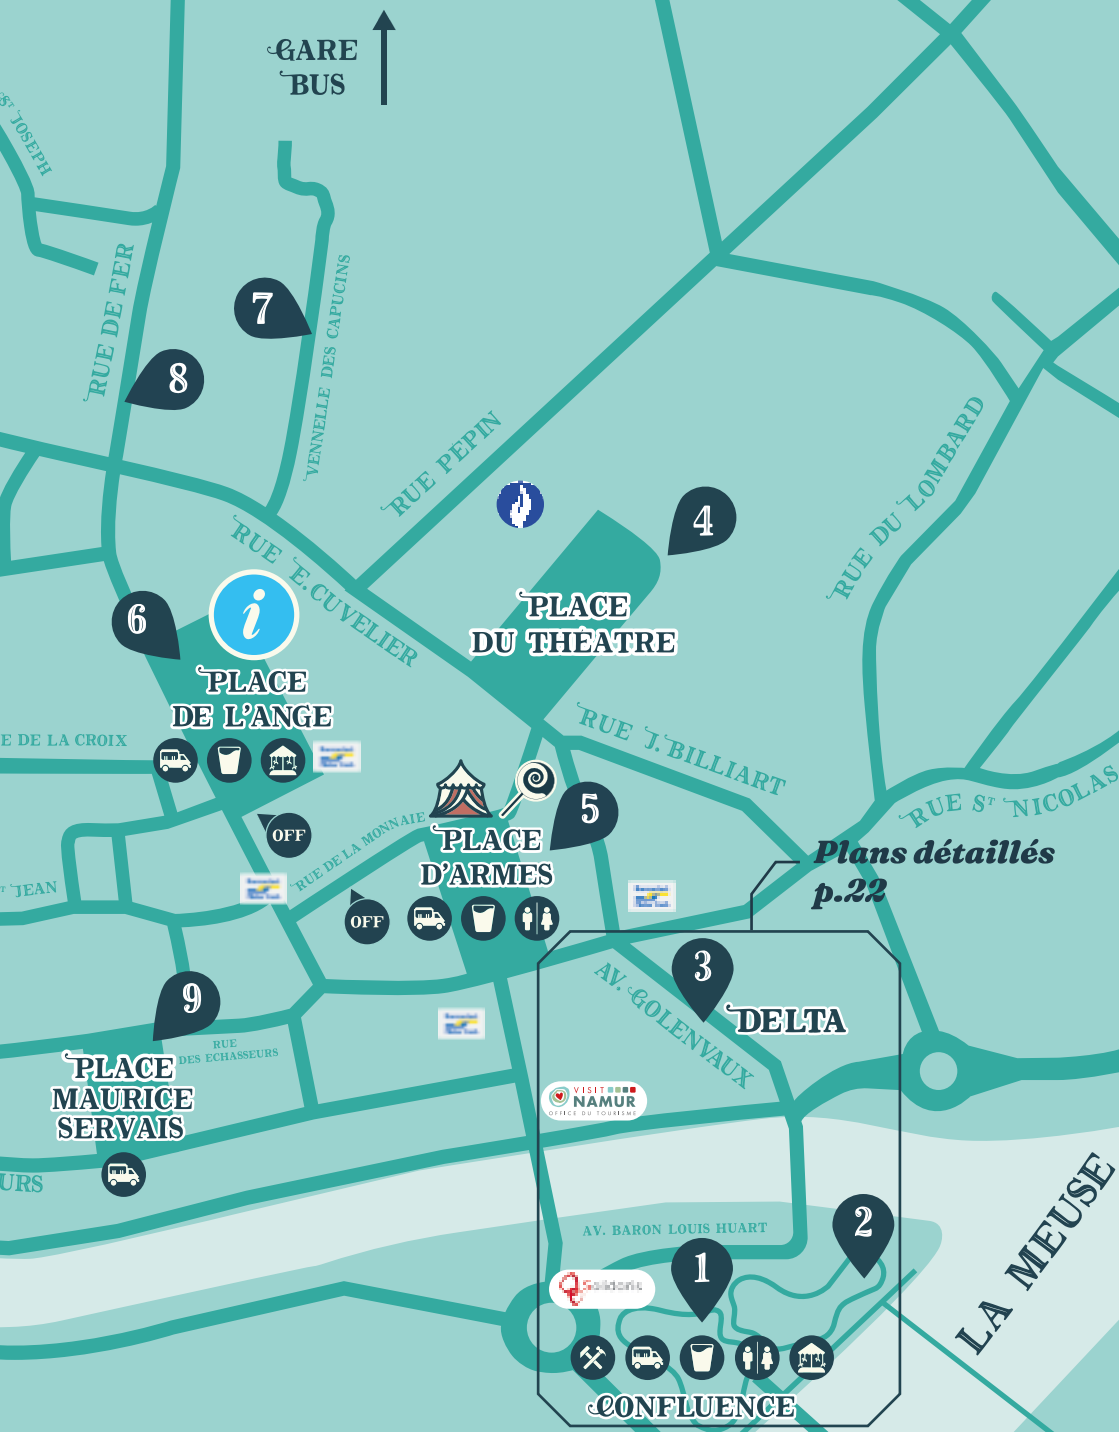 GARE
BUS
ST JOSEPH
RUE DE FER
7
VENNELLE DES CAPUCINS
8
RUE PEPIN
RUE DU LOMBARD
4
RUE E. CUVELIER
PLACE
DU THÉATRE
6
i
PLACE
DE L'ANGE
E DE LA CROIX
RUE J. BILLIART
RUE ST NICOLAS
5
OFF
RUE DE LA MONNAIE
PLACE
D'ARMES
Plans détaillés
p.22
T JEAN
OFF
3
AV. GOLENVAUX
DELTA
9
RUE
DES ECHASSEURS
PLACE
MAURICE
SERVAIS
VISIT
NAMUR
OFFICE DU TOURISME
URS
LA MEUSE
2
AV. BARON LOUIS HUART
1
Solidaris
CONFLUENCE